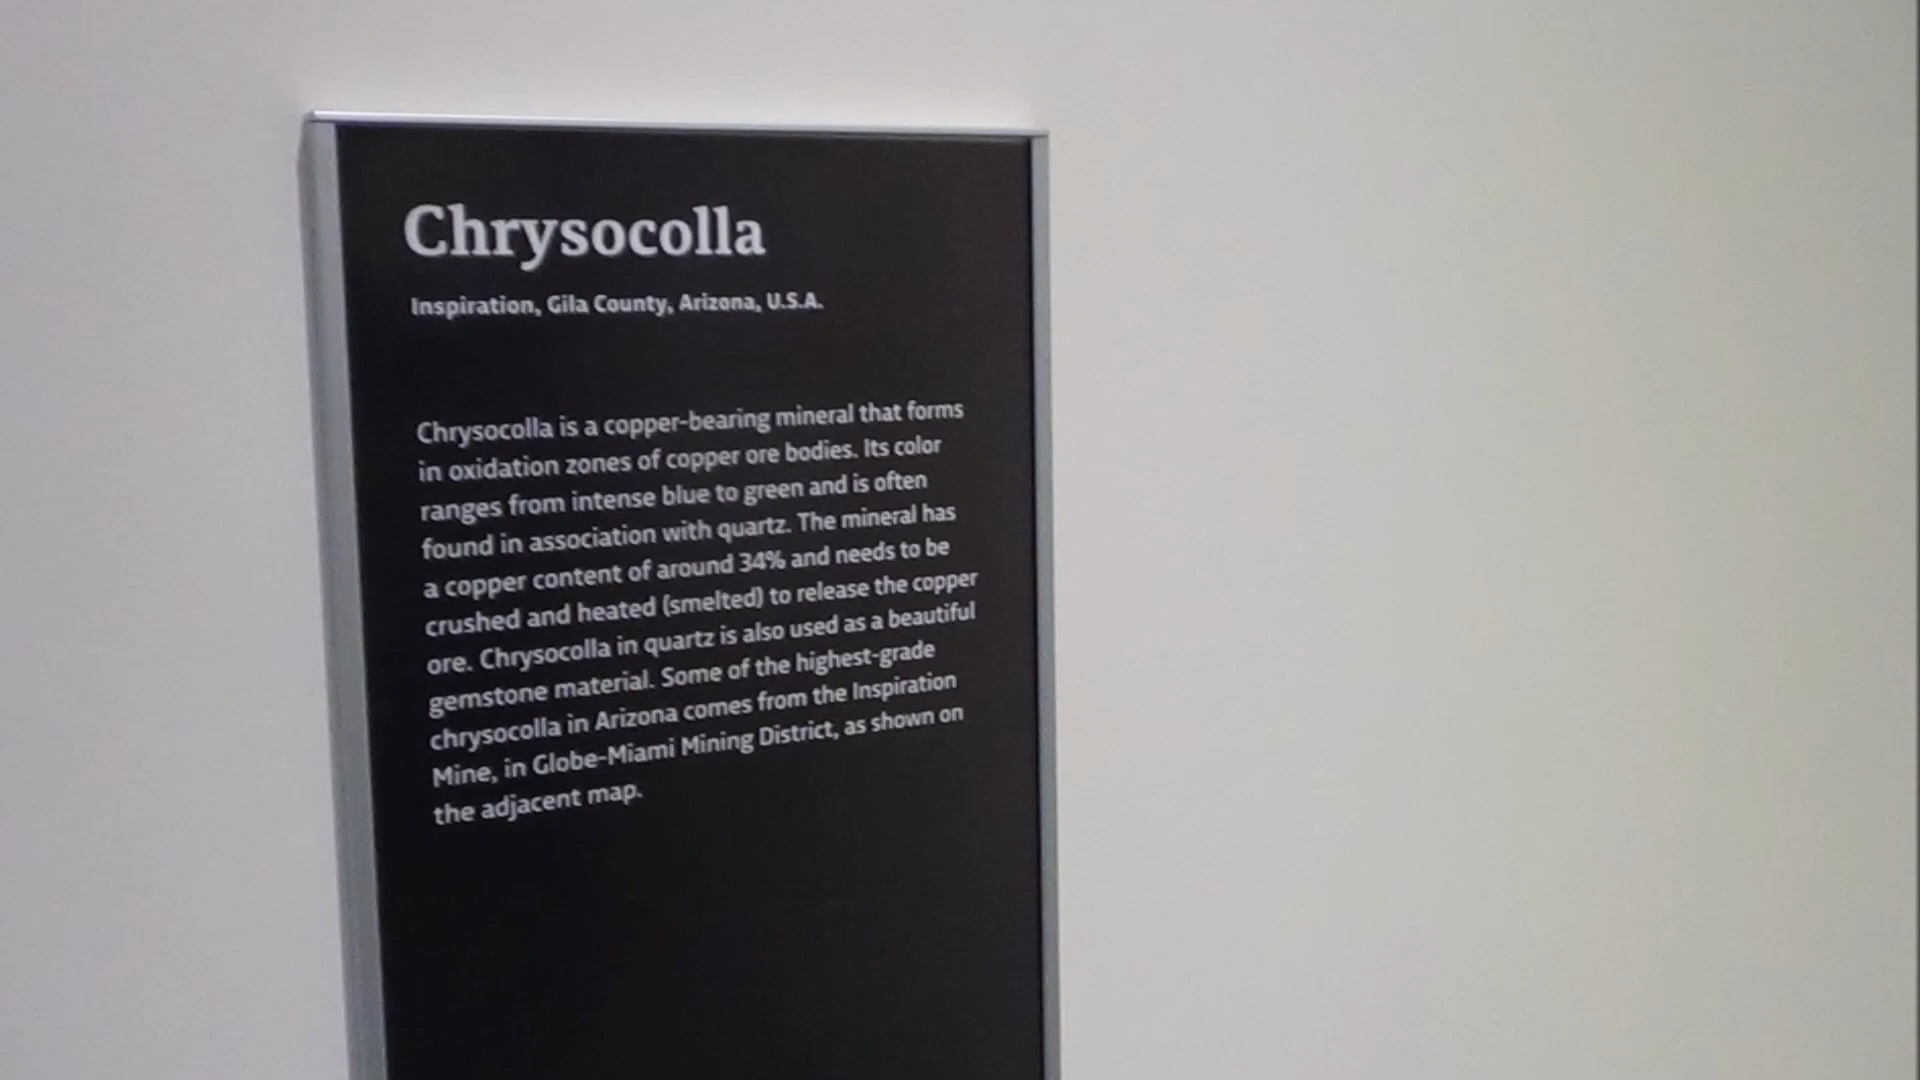 Chrysocolla
Inspiration, Gila County, Arizona, U.S.A.
Chrysocolla is a copper-bearing mineral that forms
in oxidation zones of copper ore bodies. Its color
ranges from intense blue to green and is often
found in association with quartz. The mineral has
a copper content of around 34% and needs to be
crushed and heated (smelted) to release the copper
ore. Chrysocolla in quartz is also used as a beautiful
gemstone material. Some of the highest-grade
chrysocolla in Arizona comes from the Inspiration
Mine, in Globe-Miami Mining District, as shown on
the adjacent map.